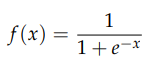 f(x) = 1 / (1 + e^{-x})